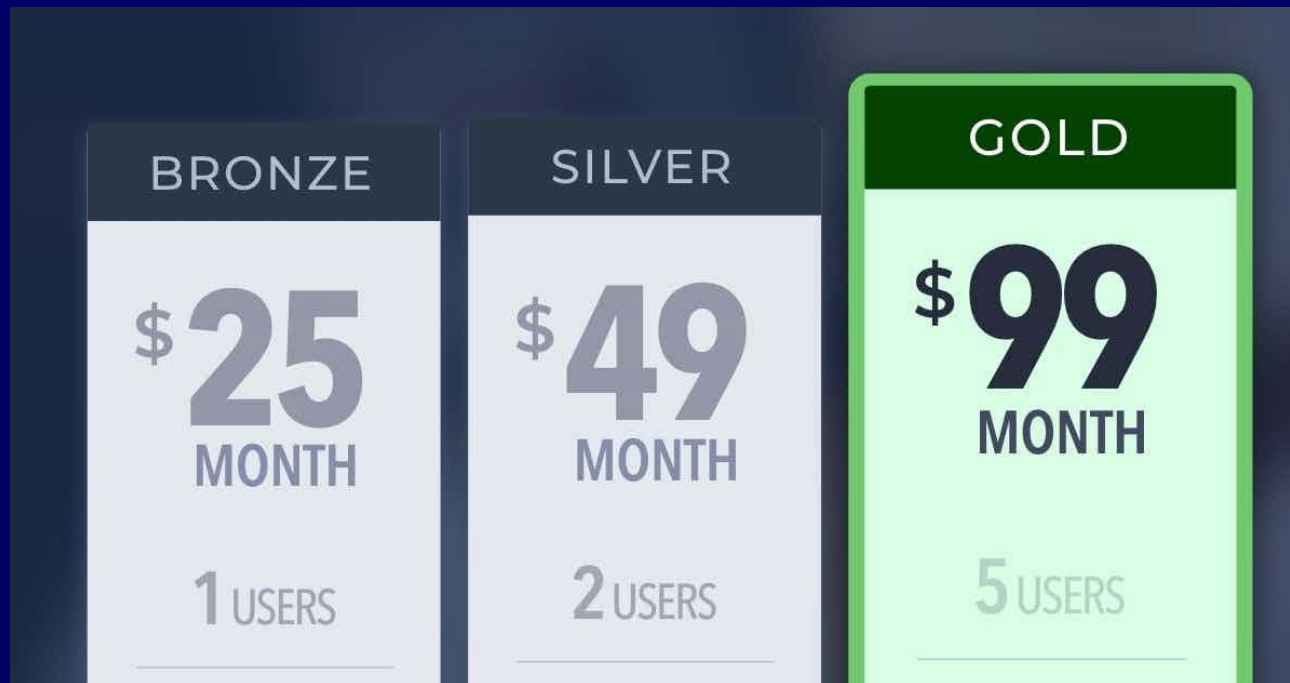 BRONZE
$25
MONTH
1 USERS
SILVER
$49
MONTH
2 USERS
GOLD
$99
MONTH
5 USERS